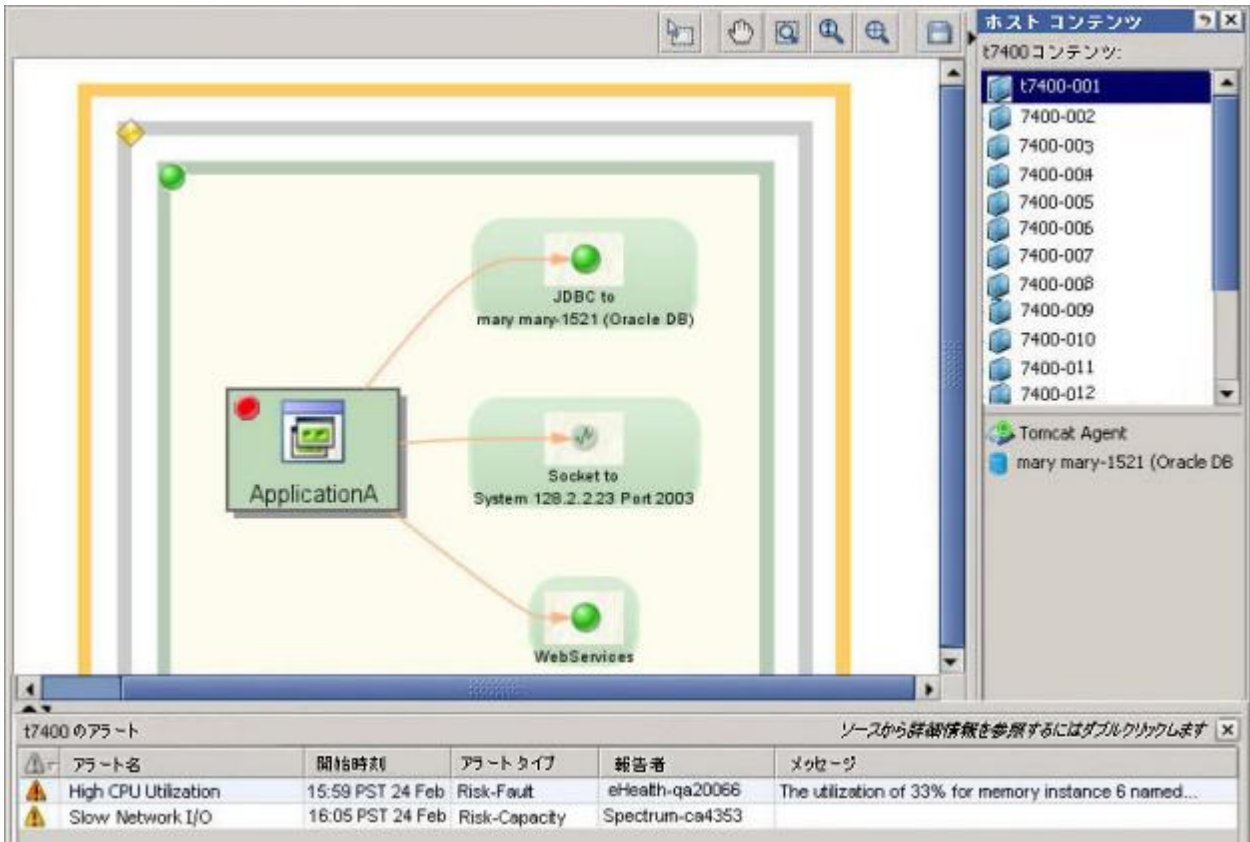 ホスト コンテンツ
t7400コンテンツ:
t7400-001
7400-002
7400-003
7400-004
7400-005
7400-006
7400-007
7400-008
7400-009
7400-010
7400-011
7400-012
Tomcat Agent
mary mary-1521 (Oracle DB
JDBC to
mary mary-1521 (Oracle DB)
ApplicationA
Socket to
System 128.2.2.23 Port 2003
WebServices
t7400 のアラート
ソースから詳細情報を参照するにはダブルクリックします
アラート名 開始時刻 アラート タイプ 報告者 メッセージ
High CPU Utilization 15:59 PST 24 Feb Risk-Fault eHealth-qa20066 The utilization of 33% for memory instance 6 named...
Slow Network I/O 16:05 PST 24 Feb Risk-Capacity Spectrum-ca4353